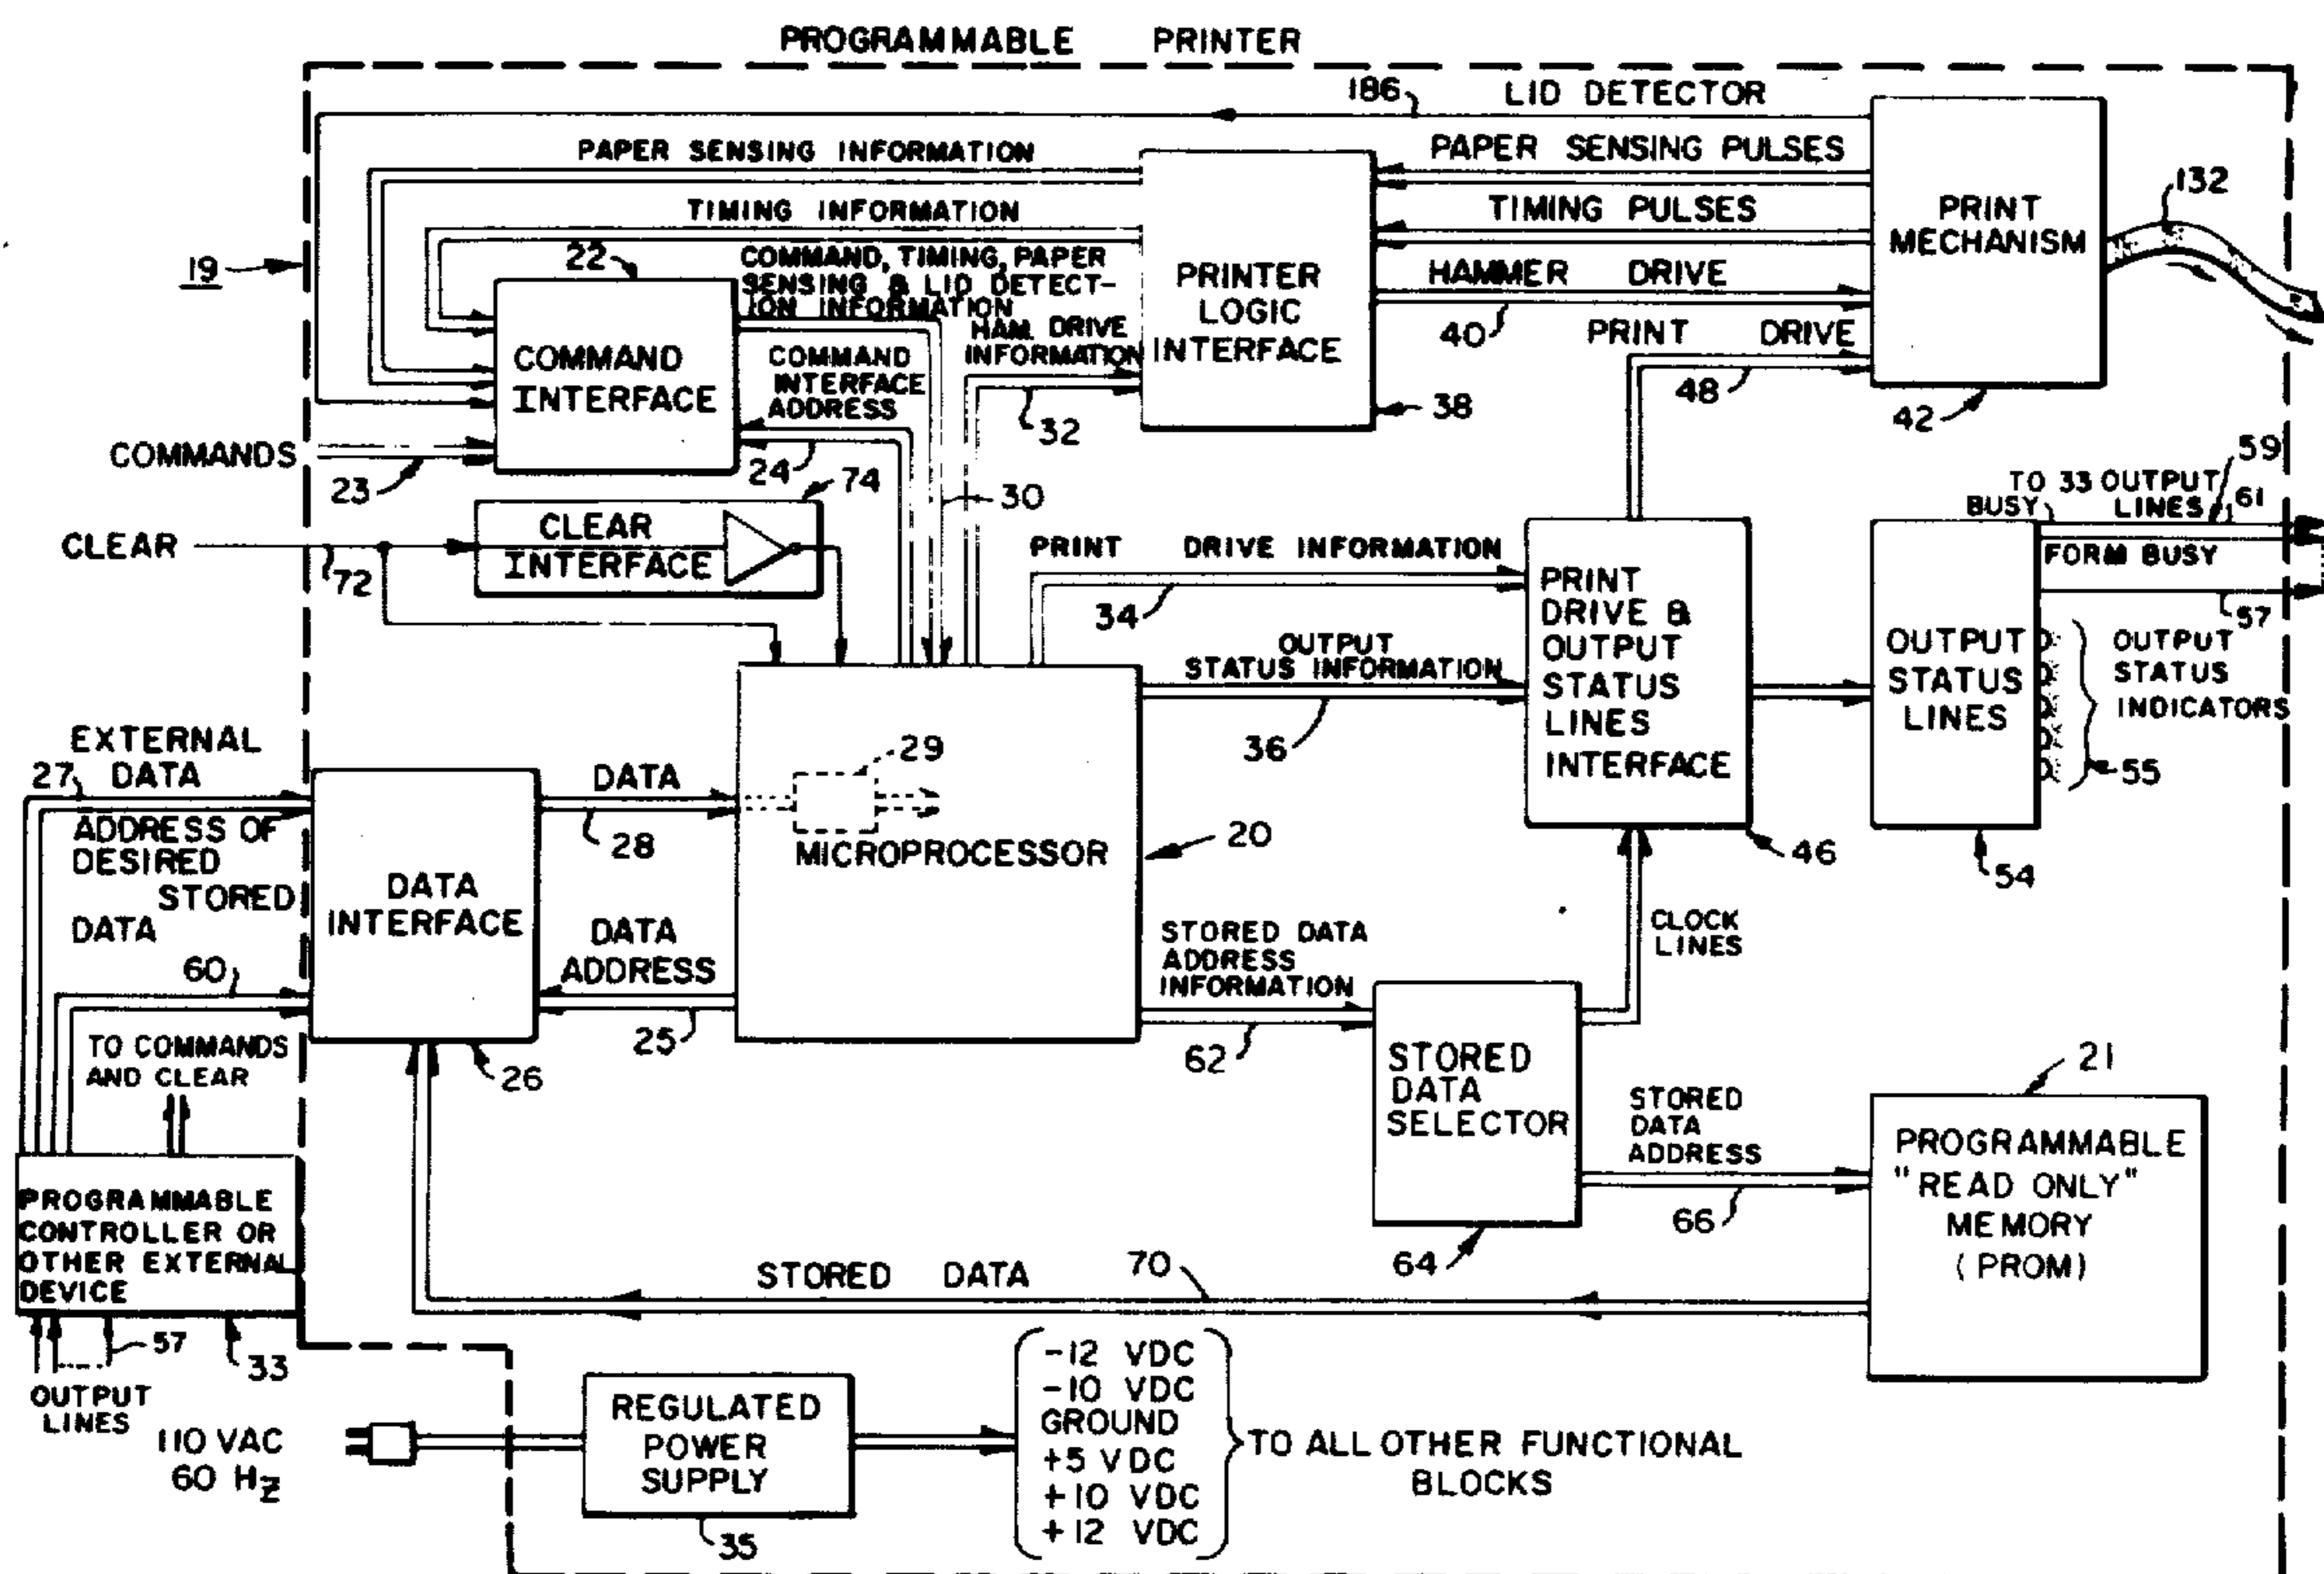 PROGRAMMABLE PRINTER
186
LID DETECTOR
PAPER SENSING INFORMATION
PAPER SENSING PULSES
132
TIMING INFORMATION
TIMING PULSES
PRINT
MECHANISM
19
22
COMMAND, TIMING, PAPER
SENSING & LID DETECT-
ION INFORMATION
PRINTER
LOGIC
INTERFACE
HAMMER DRIVE
40
HAM. DRIVE
INFORMATION
PRINT DRIVE
COMMAND
INTERFACE
COMMAND
INTERFACE
ADDRESS
32
38
48
42
COMMANDS
23
24
30
74
59
TO 33 OUTPUT
LINES
61
BUSY
CLEAR
72
CLEAR
INTERFACE
PRINT DRIVE INFORMATION
34
FORM BUSY
57
PRINT
DRIVE &
OUTPUT
STATUS
LINES
INTERFACE
OUTPUT
STATUS INFORMATION
36
OUTPUT
STATUS
LINES
OUTPUT
STATUS
INDICATORS
55
EXTERNAL
DATA
27
DATA
28
29
MICROPROCESSOR
20
46
54
ADDRESS OF
DESIRED
STORED
DATA
60
DATA
INTERFACE
DATA
ADDRESS
25
26
STORED DATA
ADDRESS
INFORMATION
62
CLOCK
LINES
TO COMMANDS
AND CLEAR
STORED
DATA
SELECTOR
64
STORED
DATA
ADDRESS
66
21
PROGRAMMABLE
"READ ONLY"
MEMORY
(PROM)
PROGRAMMABLE
CONTROLLER OR
OTHER EXTERNAL
DEVICE
STORED DATA
70
57
33
OUTPUT
LINES
110 VAC
60 HZ
REGULATED
POWER
SUPPLY
35
-12 VDC
-10 VDC
GROUND
+5 VDC
+10 VDC
+12 VDC
TO ALL OTHER FUNCTIONAL
BLOCKS